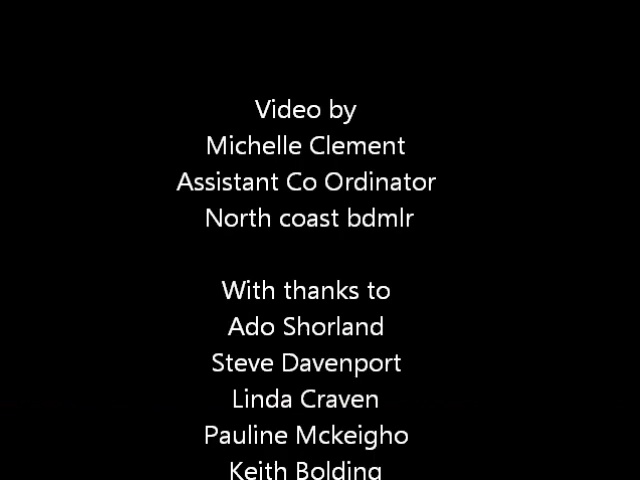 Video by
Michelle Clement
Assistant Co Ordinator
North coast bdmlr
With thanks to
Ado Shorland
Steve Davenport
Linda Craven
Pauline Mckeigho
Keith Bolding